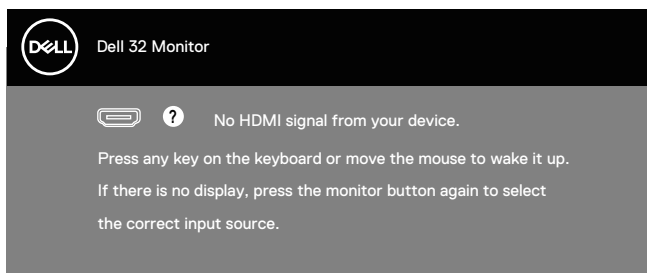 DELL
Dell 32 Monitor
? No HDMI signal from your device.
Press any key on the keyboard or move the mouse to wake it up.
If there is no display, press the monitor button again to select
the correct input source.